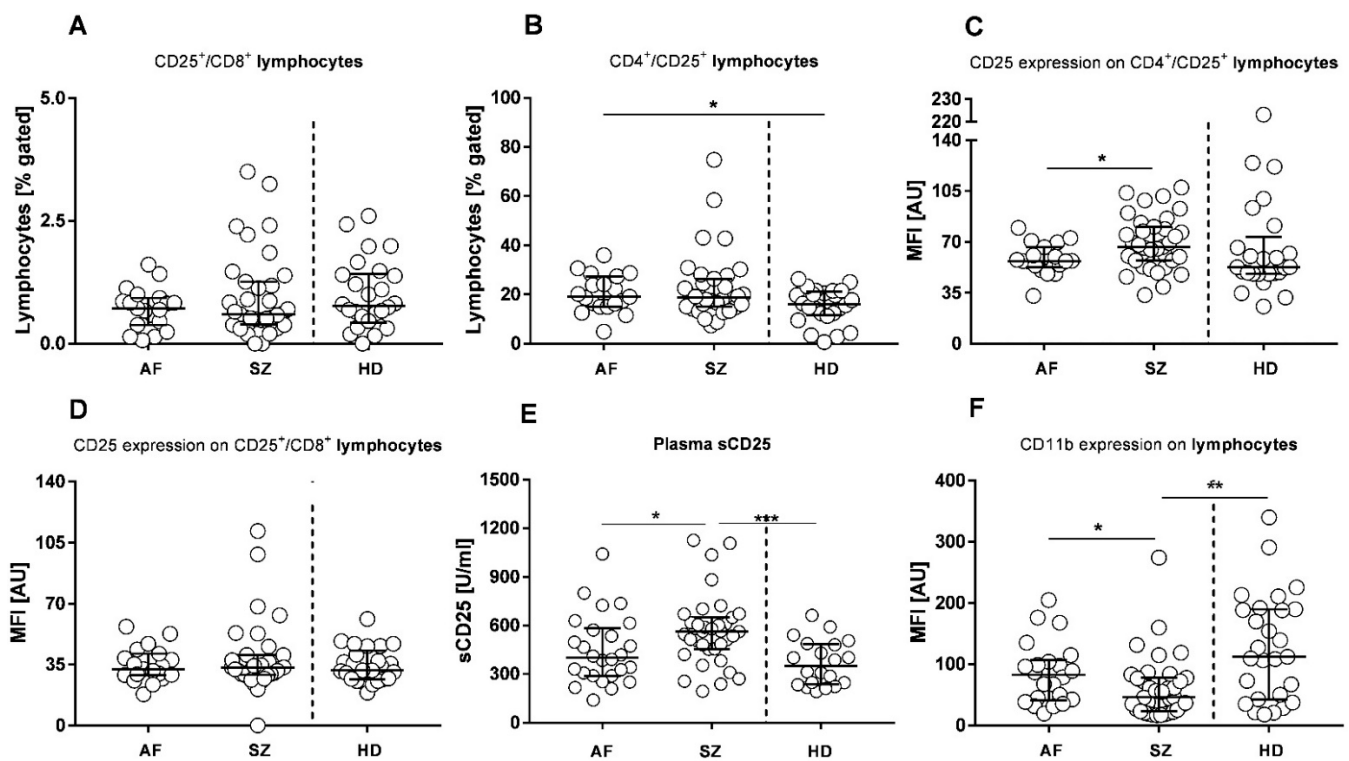 A
CD25+/CD8+ lymphocytes
Lymphocytes [% gated]
5.0
2.5
0.0
AF SZ HD
B
CD4+/CD25+ lymphocytes
Lymphocytes [% gated]
100
80
60
40
20
0
*
AF SZ HD
C
CD25 expression on CD4+/CD25+ lymphocytes
MFI [AU]
230
220
140
105
70
35
0
*
AF SZ HD
D
CD25 expression on CD25+/CD8+ lymphocytes
MFI [AU]
140
105
70
35
0
AF SZ HD
E
Plasma sCD25
sCD25 [U/ml]
1500
1200
900
600
300
0
* ***
AF SZ HD
F
CD11b expression on lymphocytes
MFI [AU]
400
300
200
100
0
**
*
AF SZ HD